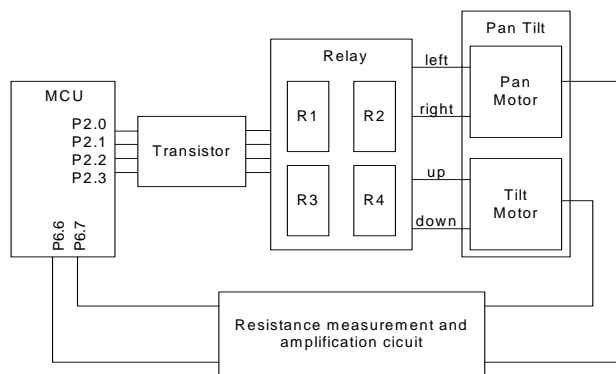 MCU
P2.0
P2.1
P2.2
P2.3
P6.6
P6.7
Transistor
Relay
R1
R2
R3
R4
left
right
up
down
Pan Tilt
Pan
Motor
Tilt
Motor
Resistance measurement and
amplification cicuit